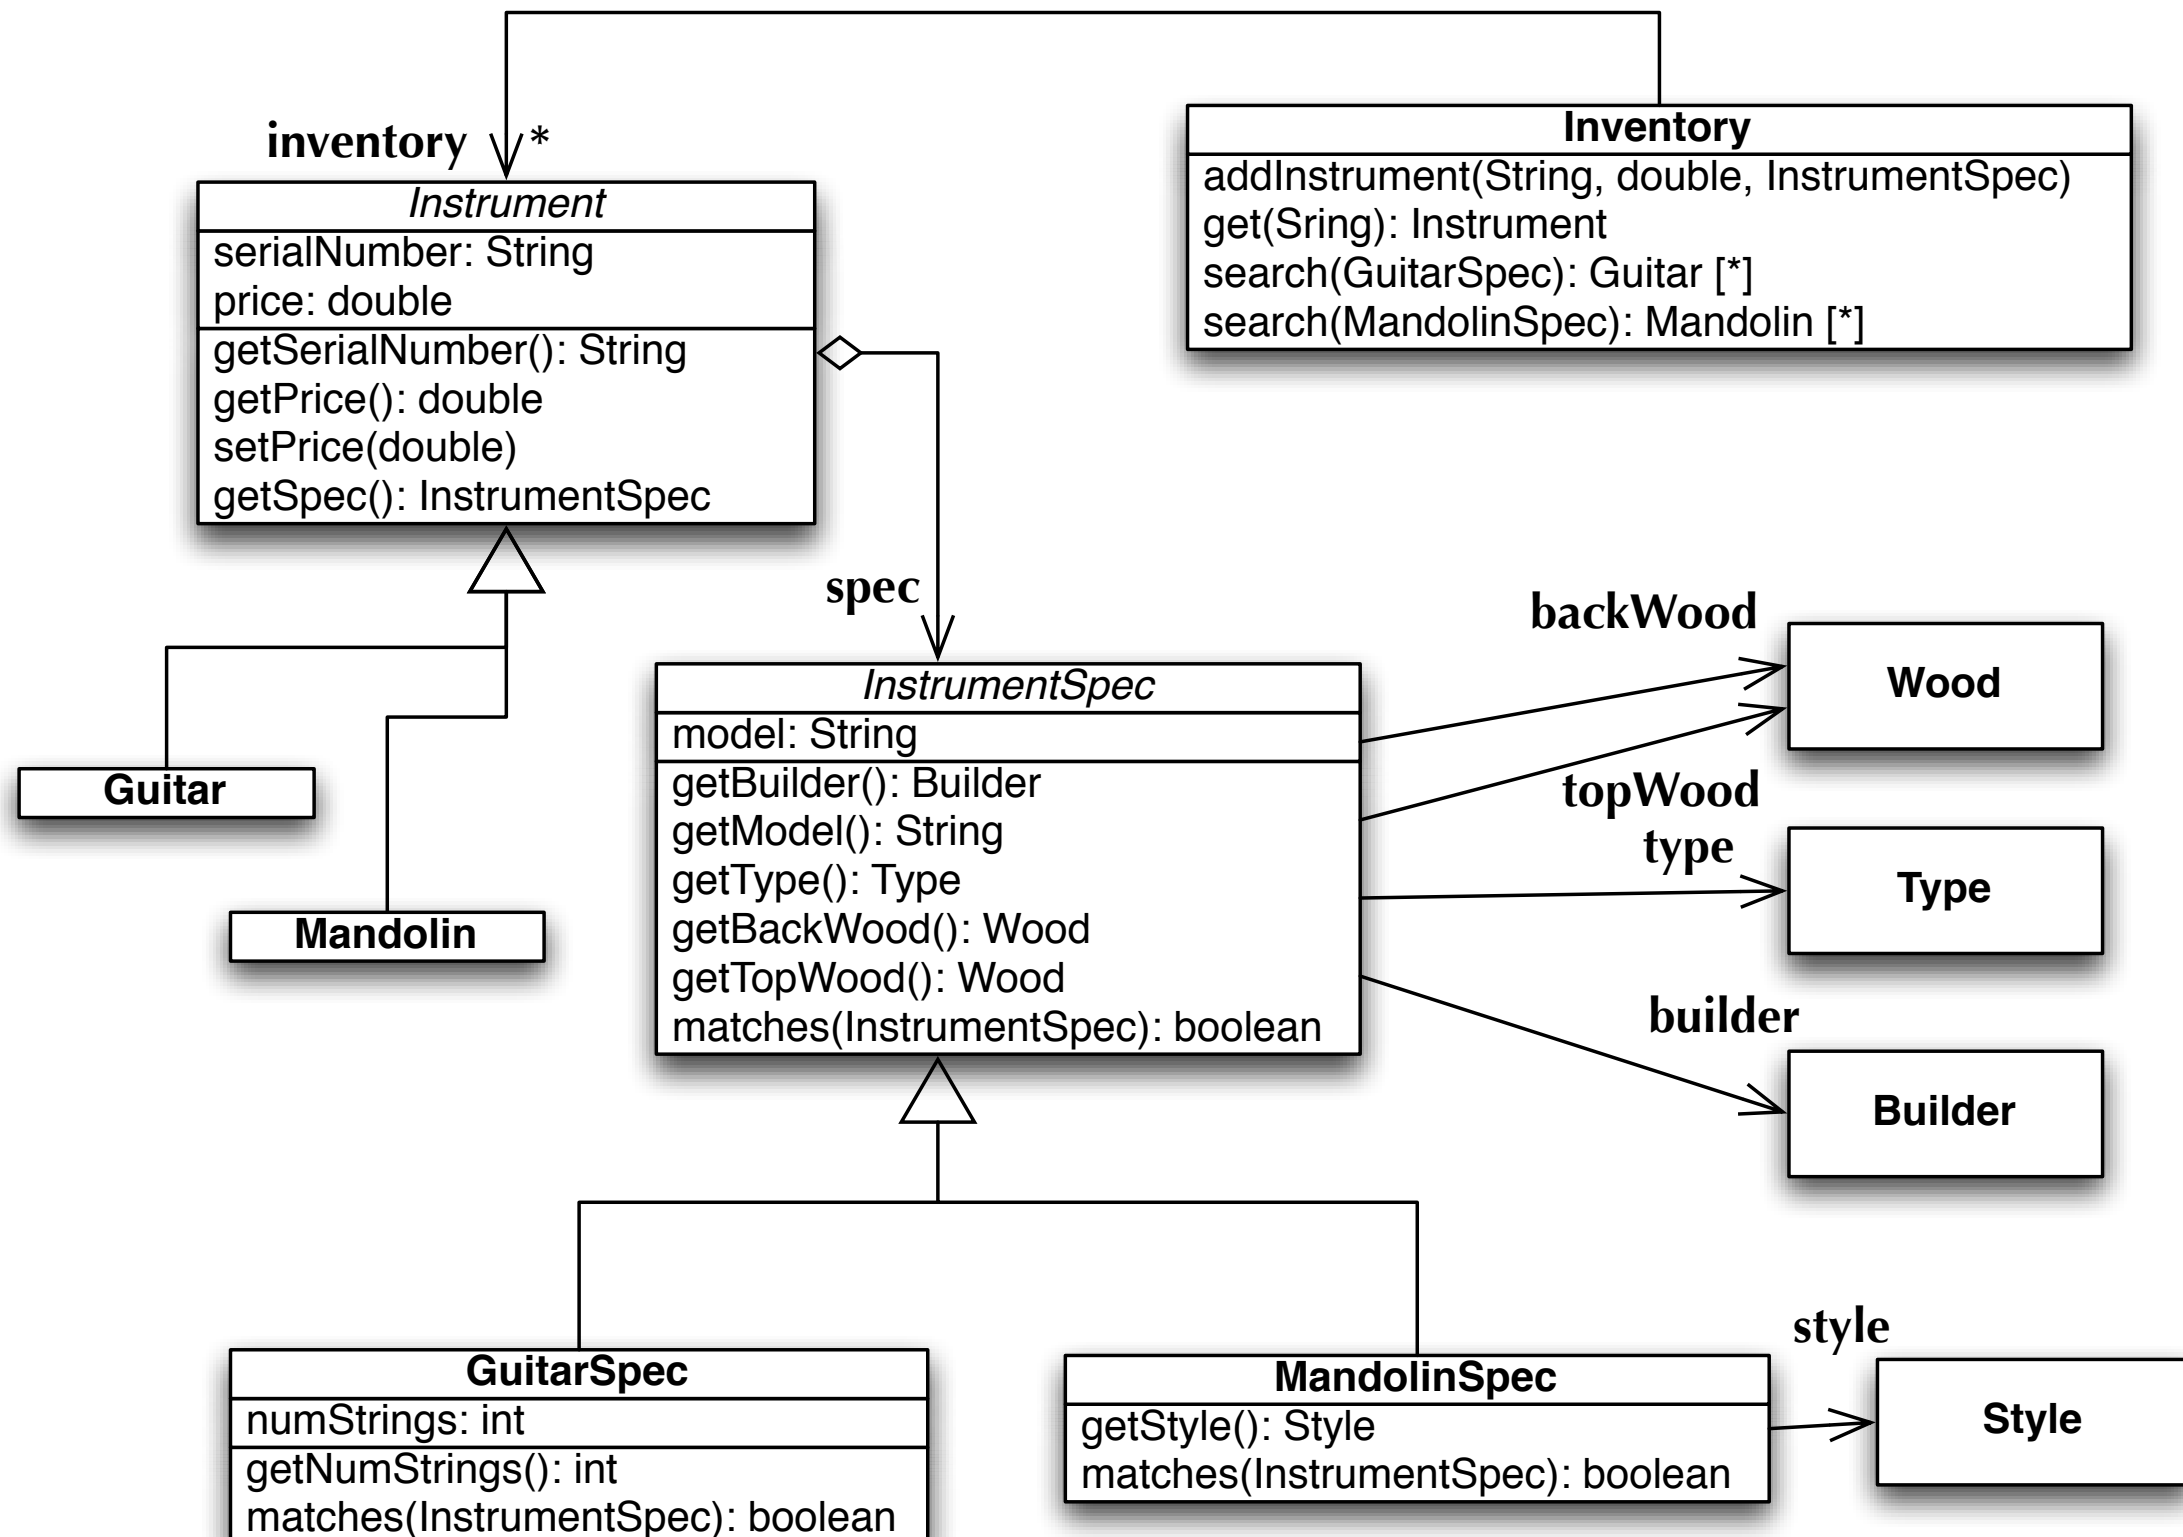 inventory *
Inventory
addInstrument(String, double, InstrumentSpec)
get(Sring): Instrument
search(GuitarSpec): Guitar [*]
search(MandolinSpec): Mandolin [*]
Instrument
serialNumber: String
price: double
getSerialNumber(): String
getPrice(): double
setPrice(double)
getSpec(): InstrumentSpec
spec
Guitar
Mandolin
InstrumentSpec
model: String
getBuilder(): Builder
getModel(): String
getType(): Type
getBackWood(): Wood
getTopWood(): Wood
matches(InstrumentSpec): boolean
backWood
Wood
topWood
type
Type
builder
Builder
GuitarSpec
numStrings: int
getNumStrings(): int
matches(InstrumentSpec): boolean
MandolinSpec
getStyle(): Style
matches(InstrumentSpec): boolean
style
Style